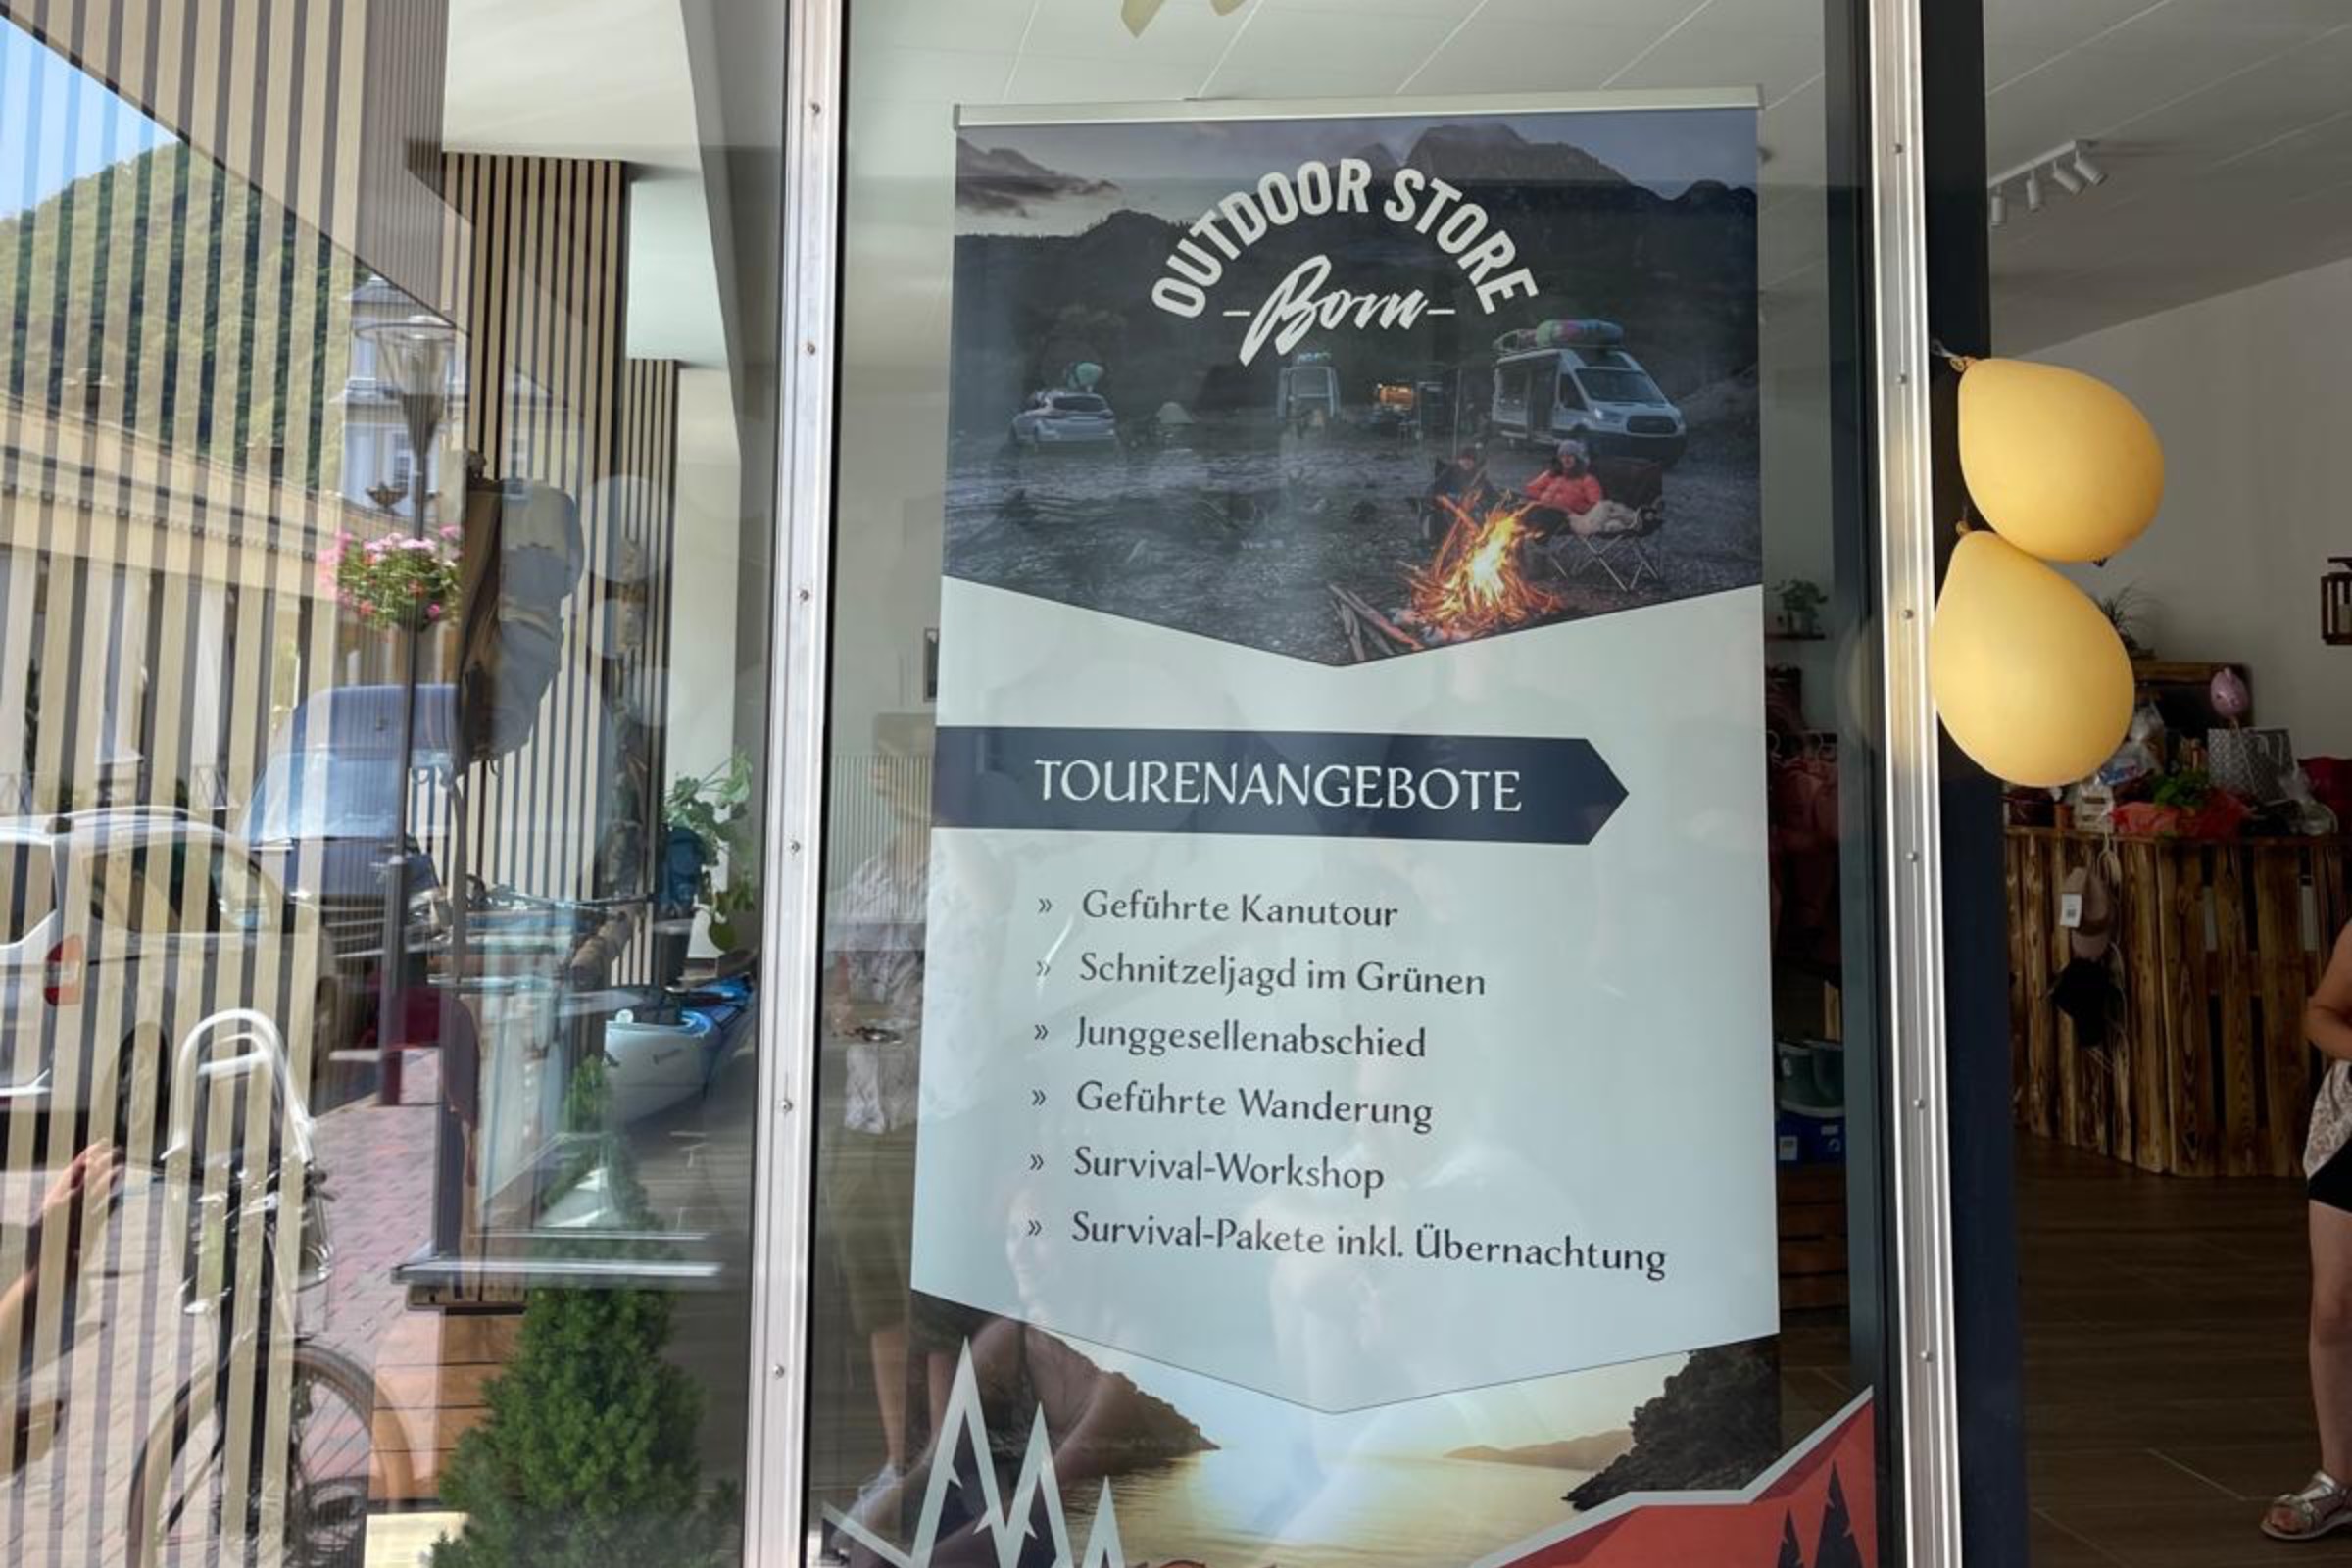 OUTDOOR STORE
-Born-
TOURENANGEBOTE
» Geführte Kanutour
» Schnitzeljagd im Grünen
» Junggesellenabschied
» Geführte Wanderung
» Survival-Workshop
» Survival-Pakete inkl. Übernachtung